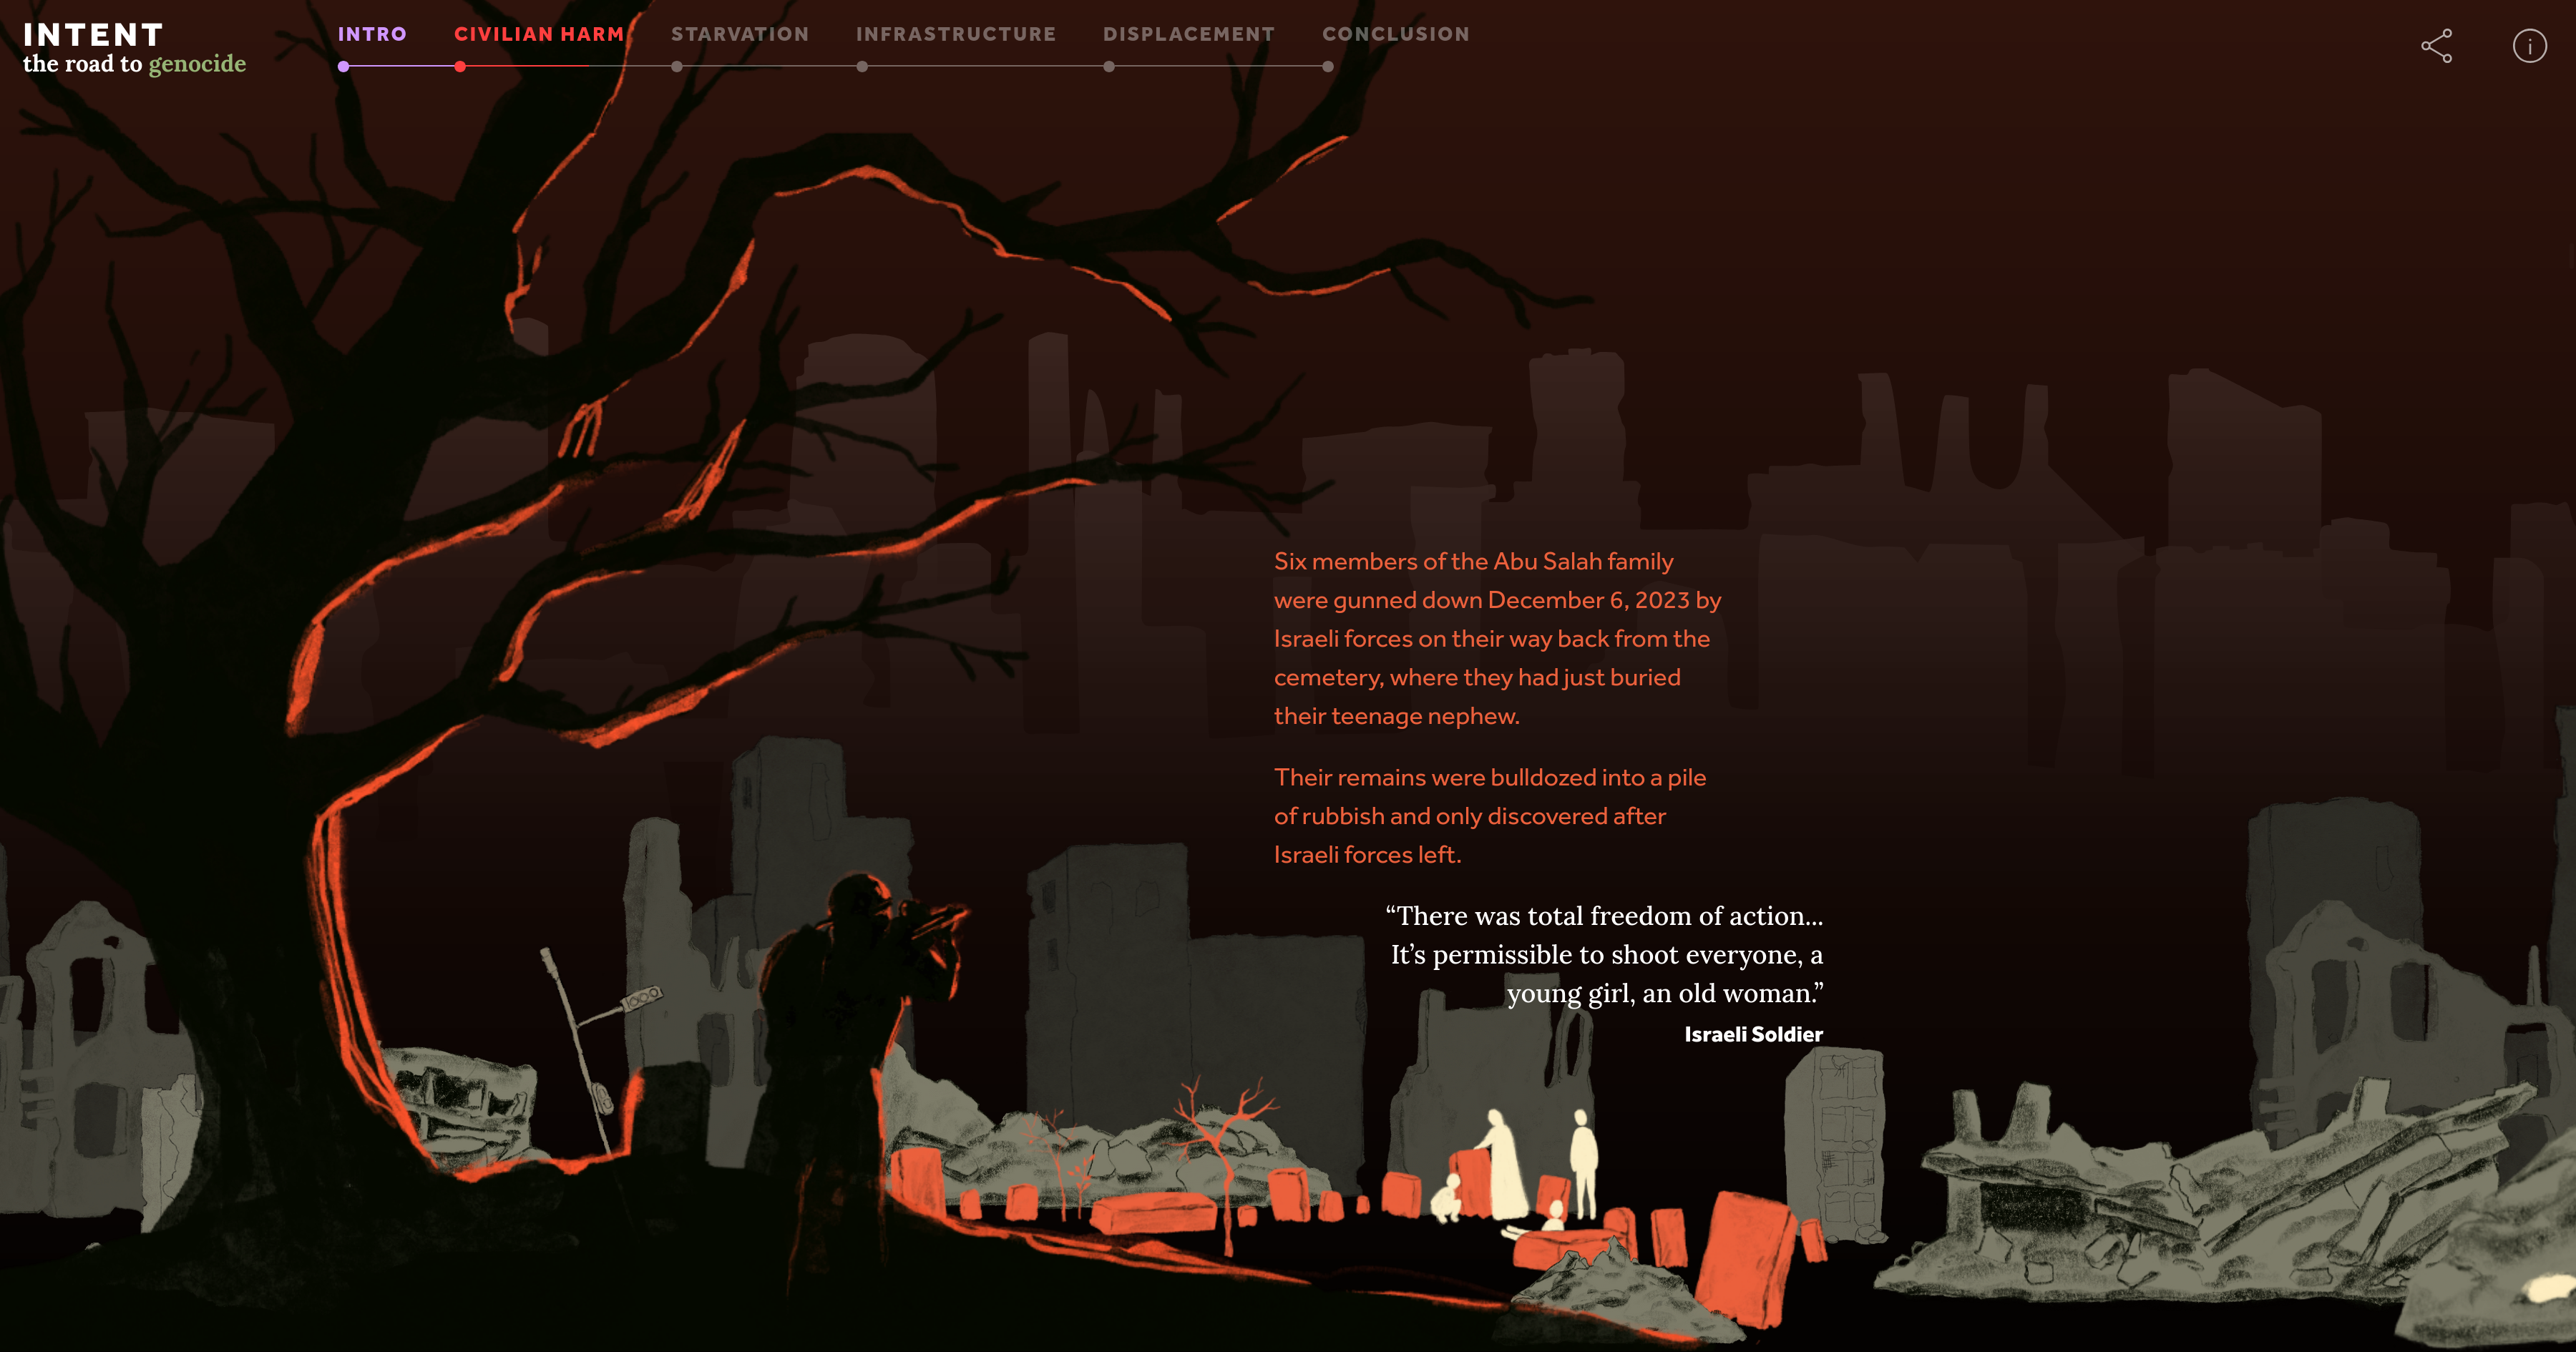 INTENT
the road to genocide
INTRO
CIVILIAN HARM
STARVATION
INFRASTRUCTURE
DISPLACEMENT
CONCLUSION
Six members of the Abu Salah family
were gunned down December 6, 2023 by
Israeli forces on their way back from the
cemetery, where they had just buried
their teenage nephew.
Their remains were bulldozed into a pile
of rubbish and only discovered after
Israeli forces left.
“There was total freedom of action...
It’s permissible to shoot everyone, a
young girl, an old woman.”
Israeli Soldier